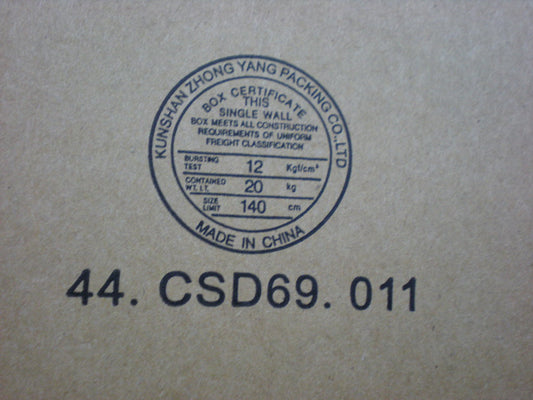 KUNSHAN ZHONG YANG PACKING CO.,LTD
BOX CERTIFICATE
THIS
SINGLE WALL
BOX MEETS ALL CONSTRUCTION
REQUIREMENTS OF UNIFORM
FREIGHT CLASSIFICATION
BURSTING TEST 12 Kgf/cm²
CONTAINED WT. LT. 20 kg
SIZE LIMIT 140 cm
MADE IN CHINA
44. CSD69. 011